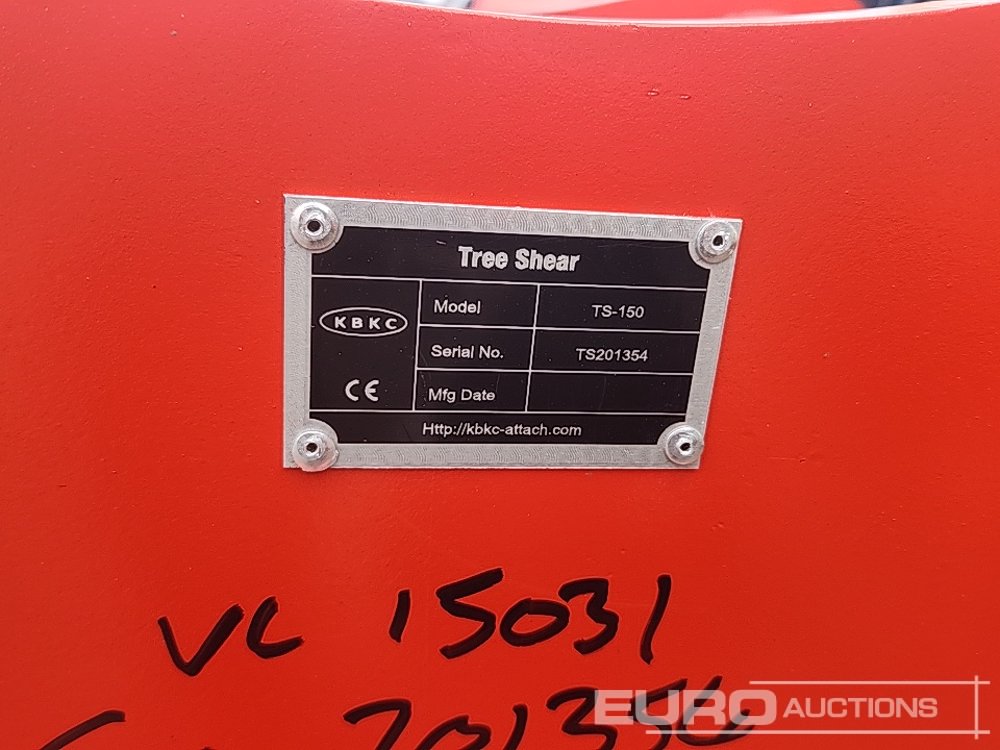 Tree Shear
KBKC
Model TS-150
Serial No. TS201354
CE
Mfg Date
Http://kbkc-attach.com
VC 15031
201356
EURO AUCTIONS